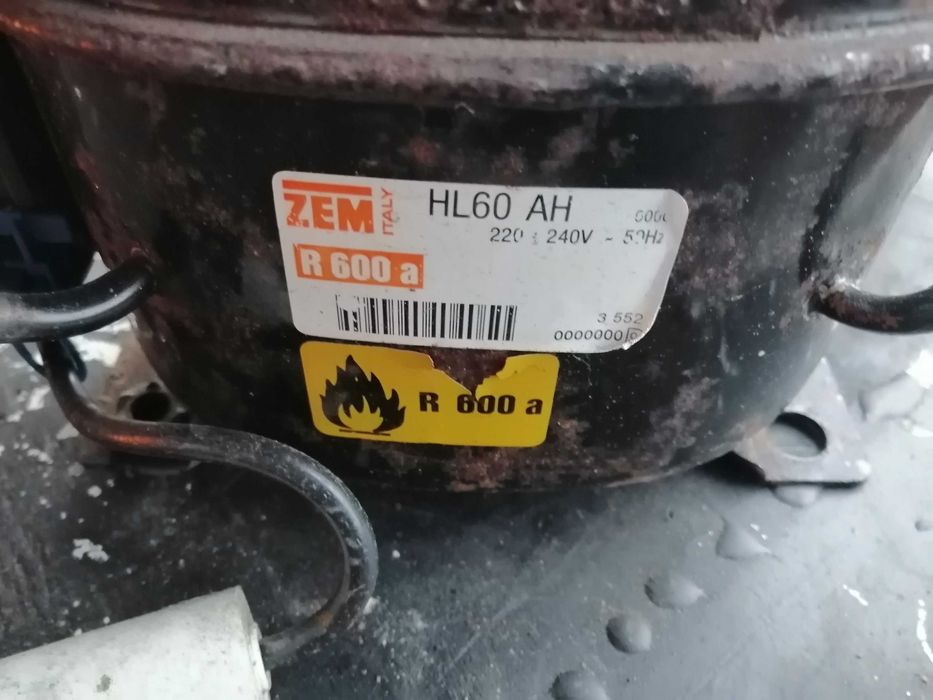 ZEM
ITALY
HL60 AH
220 ÷ 240V ~ 50Hz
R 600 a
3 552
0000000
R 600 a